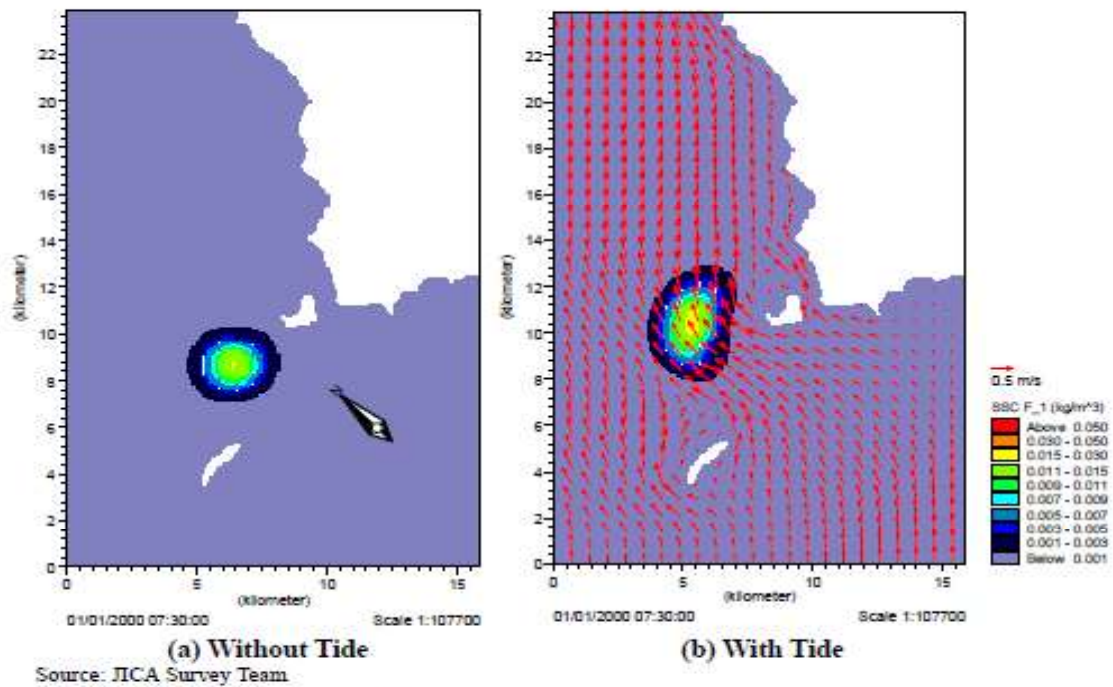 22
20
18
16
14
12
10
8
6
4
2
0
(kilometer)
0 5 10 15
(kilometer)
01/01/2000 07:30:00 Scale 1:107700
(a) Without Tide
Source: JICA Survey Team
22
20
18
16
14
12
10
8
6
4
2
0
(kilometer)
0 5 10 15
(kilometer)
01/01/2000 07:30:00 Scale 1:107700
(b) With Tide
0.5 m/s
SSC F_1 (kg/m^3)
Above 0.050
0.030 - 0.050
0.015 - 0.030
0.011 - 0.015
0.009 - 0.011
0.007 - 0.009
0.005 - 0.007
0.003 - 0.005
0.001 - 0.003
Below 0.001